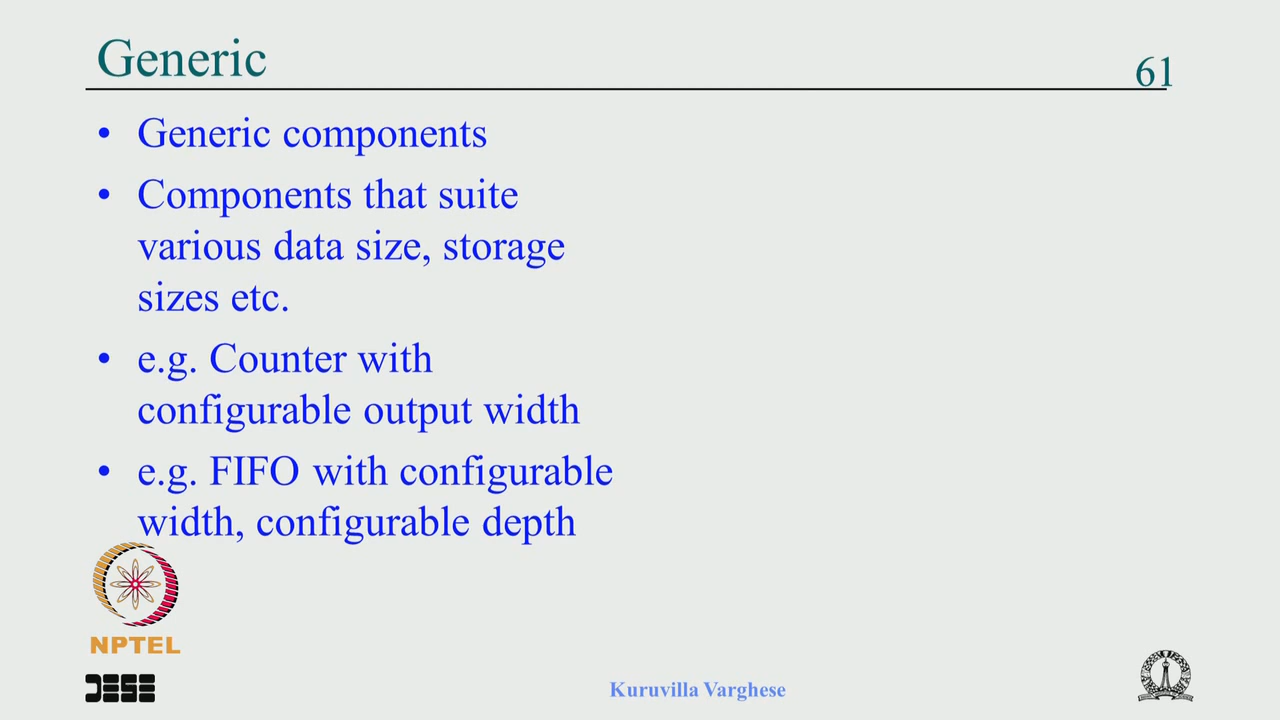 Generic
61
• Generic components
• Components that suite
various data size, storage
sizes etc.
• e.g. Counter with
configurable output width
• e.g. FIFO with configurable
width, configurable depth
NPTEL
DESE
Kuruvilla Varghese